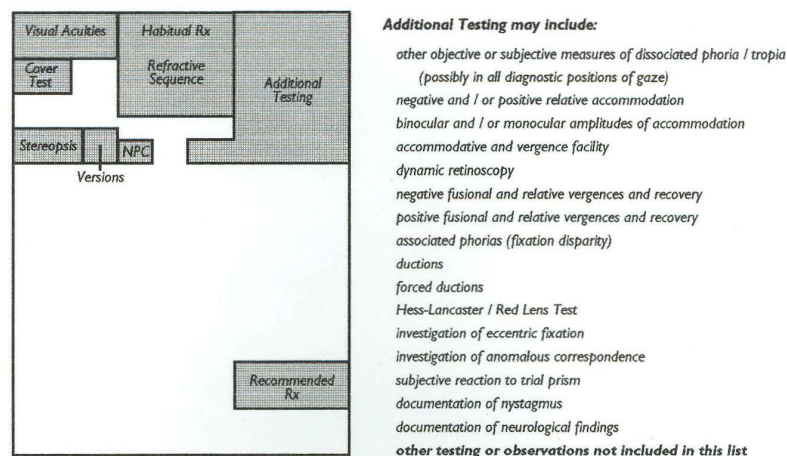 Visual Acuities
Habitual Rx
Refractive
Sequence
Cover
Test
Additional
Testing
Stereopsis
NPC
Versions
Recommended
Rx
Additional Testing may include:
other objective or subjective measures of dissociated phoria / tropia
(possibly in all diagnostic positions of gaze)
negative and / or positive relative accommodation
binocular and / or monocular amplitudes of accommodation
accommodative and vergence facility
dynamic retinoscopy
negative fusional and relative vergences and recovery
positive fusional and relative vergences and recovery
associated phorias (fixation disparity)
ductions
forced ductions
Hess-Lancaster / Red Lens Test
investigation of eccentric fixation
investigation of anomalous correspondence
subjective reaction to trial prism
documentation of nystagmus
documentation of neurological findings
other testing or observations not included in this list